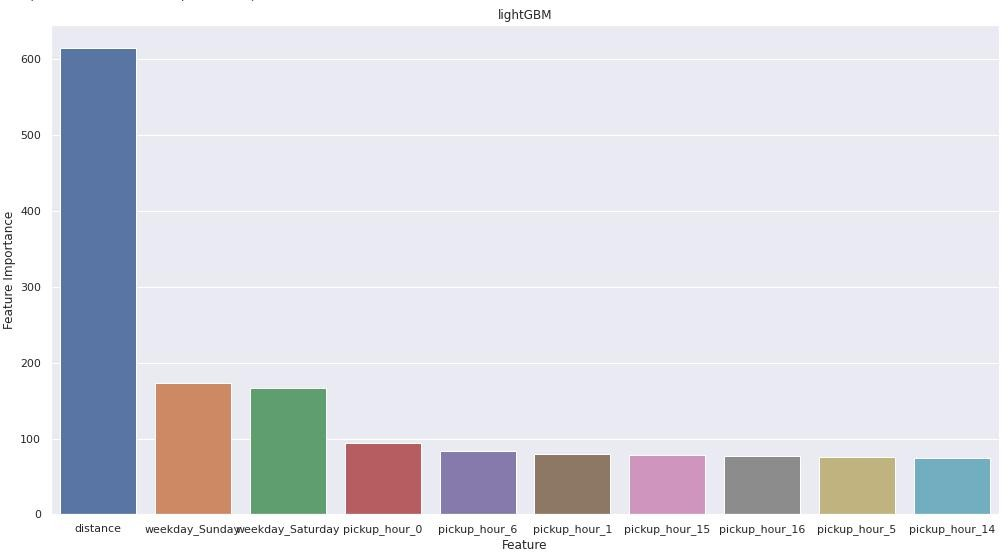 lightGBM
Feature Importance
600
500
400
300
200
100
0
distance weekday_Sunday weekday_Saturday pickup_hour_0 pickup_hour_6 pickup_hour_1 pickup_hour_15 pickup_hour_16 pickup_hour_5 pickup_hour_14
Feature